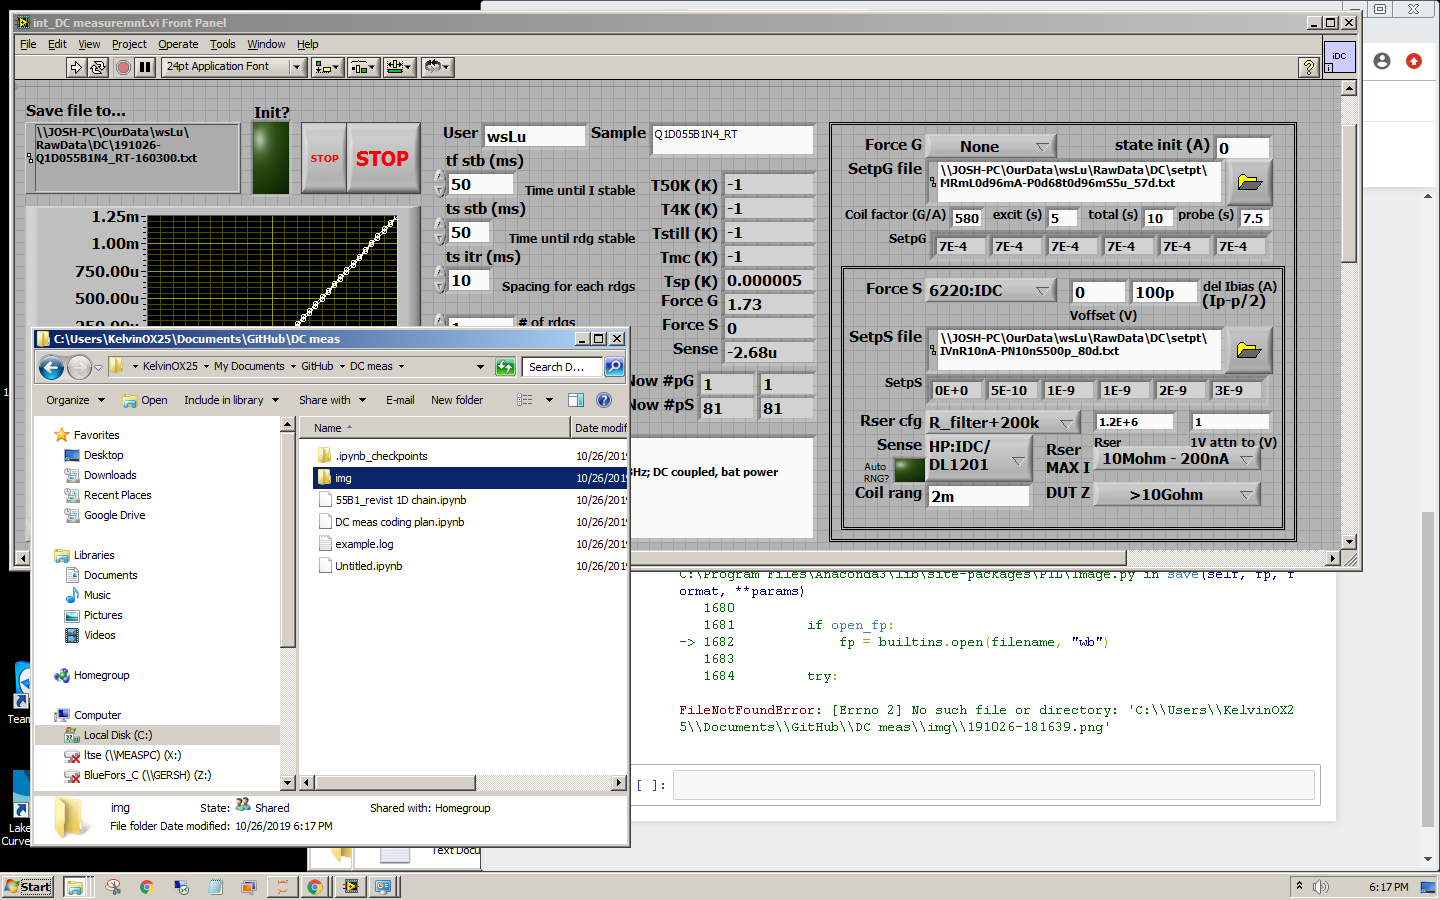 int_DC measuremnt.vi Front Panel
File Edit View Project Operate Tools Window Help
24pt Application Font
iDC
Save file to...
Init?
\\JOSH-PC\OurData\wsLu\
RawData\DC\191026-
Q1D055B1N4_RT-160300.txt
STOP
STOP
User wsLu
Sample Q1D055B1N4_RT
tf stb (ms)
50 Time until I stable
ts stb (ms)
50 Time until rdg stable
ts itr (ms)
10 Spacing for each rdgs
# of rdgs
T50K (K) -1
T4K (K) -1
Tstill (K) -1
Tmc (K) -1
Tsp (K) 0.000005
Force G 1.73
Force S 0
Sense -2.68u
Now #pG 1 1
Now #pS 81 81
Hz; DC coupled, bat power
1.25m
1.00m
750.00u
500.00u
250.00u
Force G None state init (A) 0
SetpG file \\JOSH-PC\OurData\wsLu\RawData\DC\setpt\
MRmL0d96mA-P0d68t0d96mS5u_57d.txt
Coil factor (G/A) 580 excit (s) 5 total (s) 10 probe (s) 7.5
SetpG 7E-4 7E-4 7E-4 7E-4 7E-4 7E-4
Force S 6220:IDC 0 100p del Ibias (A)
(Ip-p/2)
Voffset (V)
SetpS file \\JOSH-PC\OurData\wsLu\RawData\DC\setpt\
IVnR10nA-PN10nS500p_80d.txt
SetpS 0E+0 5E-10 1E-9 1E-9 2E-9 3E-9
Rser cfg R_filter+200k 1.2E+6 1
Rser 1V attn to (V)
Sense HP:IDC/
DL1201
Auto
RNG?
Rser
MAX I 10Mohm - 200nA
Coil rang 2m
DUT Z >10Gohm
C:\Users\KelvinOX25\Documents\GitHub\DC meas
KelvinOX25 My Documents GitHub DC meas
Search D...
Organize Open Include in library Share with E-mail New folder
Favorites
Desktop
Downloads
Recent Places
Google Drive
Libraries
Documents
Music
Pictures
Videos
Homegroup
Computer
Local Disk (C:)
ltse (\\MEASPC) (X:)
BlueFors_C (\\GERSH) (Z:)
Name Date modif
.ipynb_checkpoints 10/26/2019
img 10/26/2019
55B1_revist 1D chain.ipynb 10/26/2019
DC meas coding plan.ipynb 10/26/2019
example.log 10/26/2019
Untitled.ipynb 10/26/2019
img State: Shared Shared with: Homegroup
File folder Date modified: 10/26/2019 6:17 PM
C:\Program Files\Anaconda3\lib\site-packages\PIL\Image.py in save(self, fp, f
ormat, **params)
1680
1681 if open_fp:
-> 1682 fp = builtins.open(filename, "wb")
1683
1684 try:
FileNotFoundError: [Errno 2] No such file or directory: 'C:\\Users\\KelvinOX2
5\\Documents\\GitHub\\DC meas\\img\\191026-181639.png'
[ ]:
Team
Lake
Curve
Text Docu
Start
6:17 PM